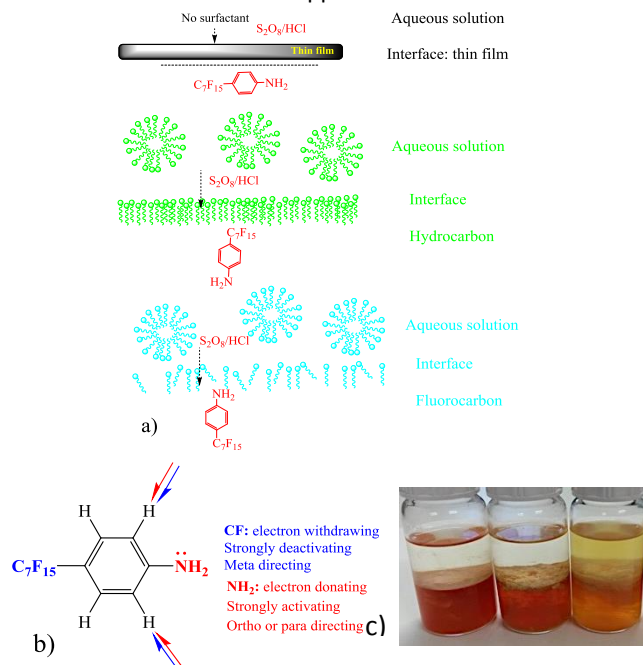 No surfactant
S₂O₈/HCl
Aqueous solution
Thin film
Interface: thin film
C₇F₁₅
NH₂
Aqueous solution
S₂O₈/HCl
Interface
Hydrocarbon
C₇F₁₅
H₂N
Aqueous solution
S₂O₈/HCl
Interface
NH₂
Fluorocarbon
C₇F₁₅
a)
H H
C₇F₁₅ NH₂
H H
CF: electron withdrawing
Strongly deactivating
Meta directing
NH₂: electron donating
Strongly activating
Ortho or para directing
b)
c)